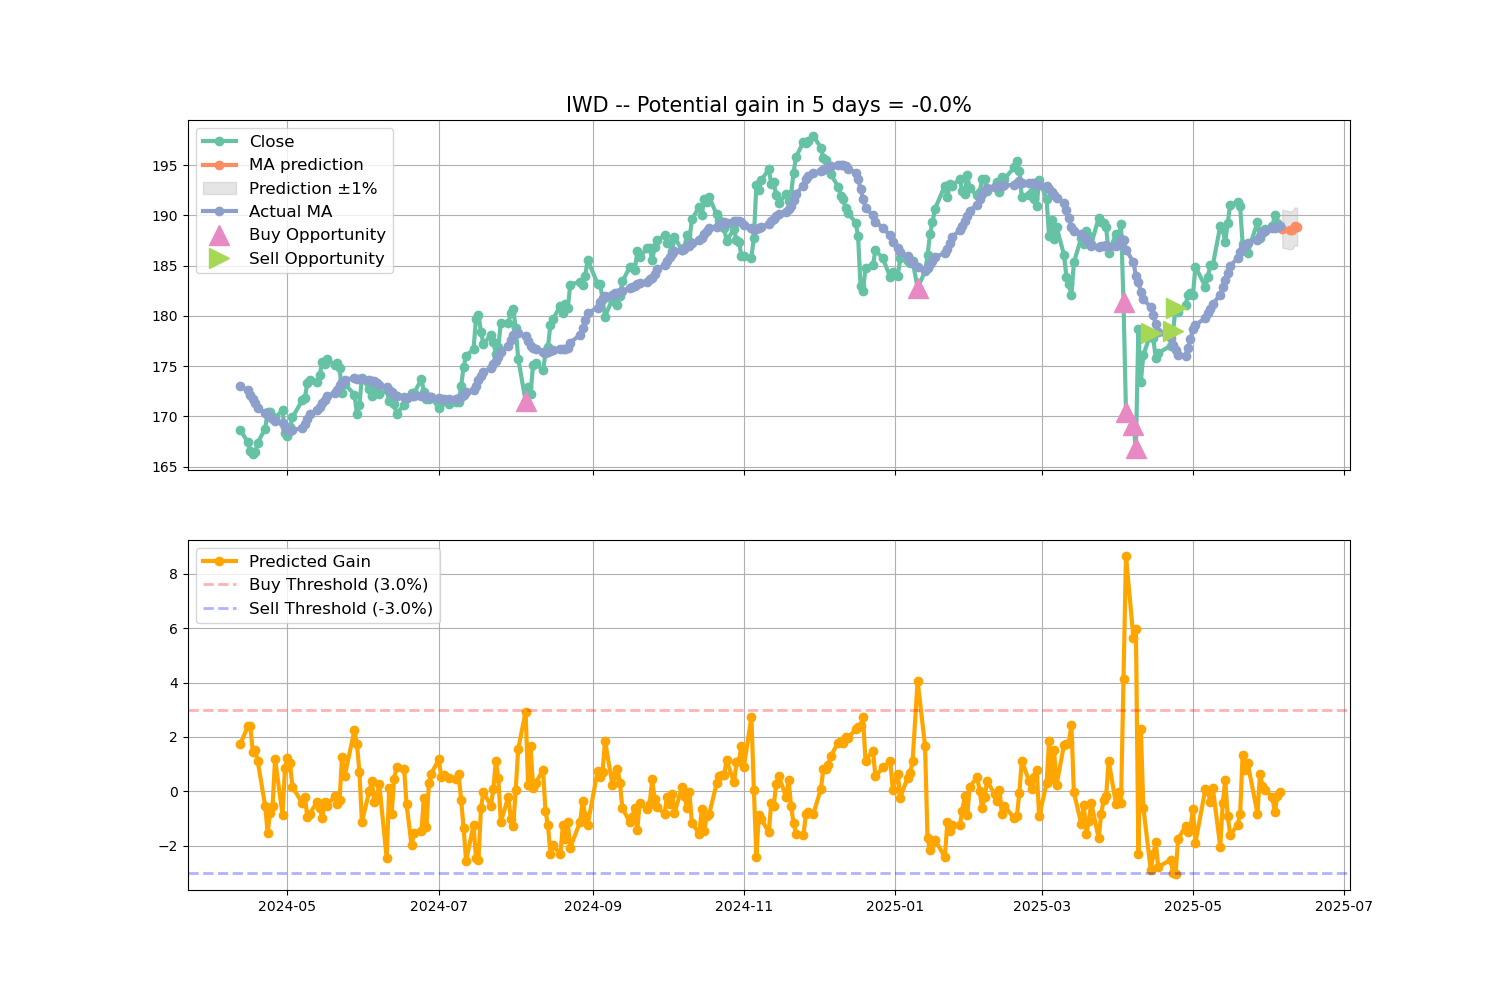 IWD -- Potential gain in 5 days = -0.0%
Close
MA prediction
Prediction ±1%
Actual MA
Buy Opportunity
Sell Opportunity
195
190
185
180
175
170
165
Predicted Gain
Buy Threshold (3.0%)
Sell Threshold (-3.0%)
8
6
4
2
0
−2
2024-05 2024-07 2024-09 2024-11 2025-01 2025-03 2025-05 2025-07